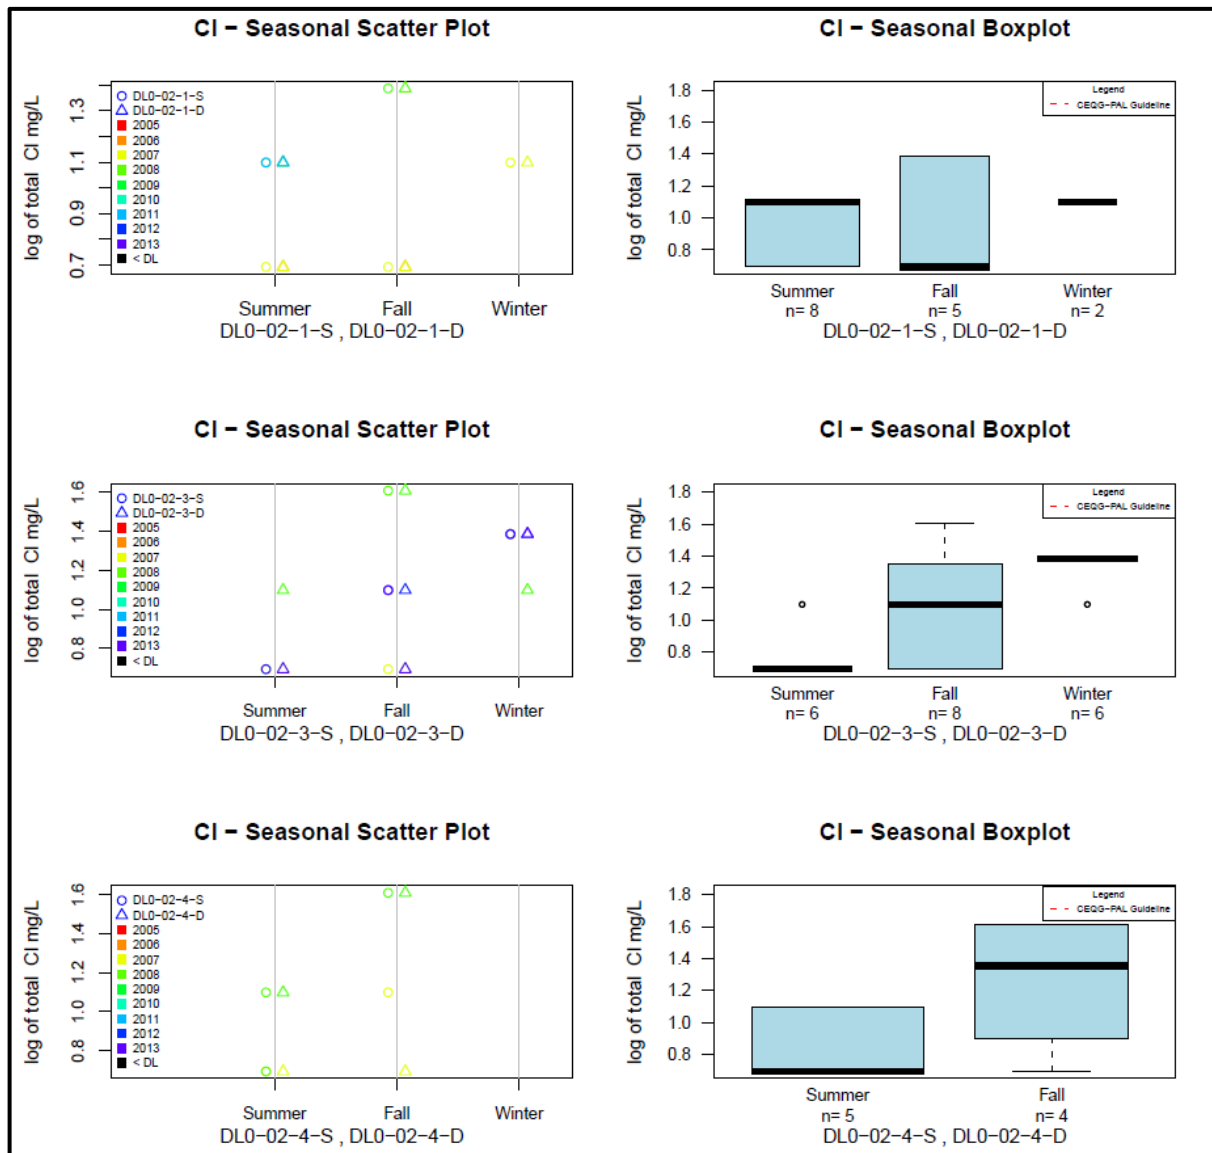 Cl − Seasonal Scatter Plot
log of total Cl mg/L
1.3
1.1
0.9
0.7
DL0−02−1−S
DL0−02−1−D
2005
2006
2007
2008
2009
2010
2011
2012
2013
< DL
Summer Fall Winter
DL0−02−1−S , DL0−02−1−D
Cl − Seasonal Boxplot
log of total Cl mg/L
1.8
1.6
1.4
1.2
1.0
0.8
Legend
CEQG−PAL Guideline
Summer Fall Winter
n= 8 n= 5 n= 2
DL0−02−1−S , DL0−02−1−D
Cl − Seasonal Scatter Plot
log of total Cl mg/L
1.6
1.4
1.2
1.0
0.8
DL0−02−3−S
DL0−02−3−D
2005
2006
2007
2008
2009
2010
2011
2012
2013
< DL
Summer Fall Winter
DL0−02−3−S , DL0−02−3−D
Cl − Seasonal Boxplot
log of total Cl mg/L
1.8
1.6
1.4
1.2
1.0
0.8
Legend
CEQG−PAL Guideline
Summer Fall Winter
n= 6 n= 8 n= 6
DL0−02−3−S , DL0−02−3−D
Cl − Seasonal Scatter Plot
log of total Cl mg/L
1.6
1.4
1.2
1.0
0.8
DL0−02−4−S
DL0−02−4−D
2005
2006
2007
2008
2009
2010
2011
2012
2013
< DL
Summer Fall Winter
DL0−02−4−S , DL0−02−4−D
Cl − Seasonal Boxplot
log of total Cl mg/L
1.8
1.6
1.4
1.2
1.0
0.8
Legend
CEQG−PAL Guideline
Summer Fall
n= 5 n= 4
DL0−02−4−S , DL0−02−4−D